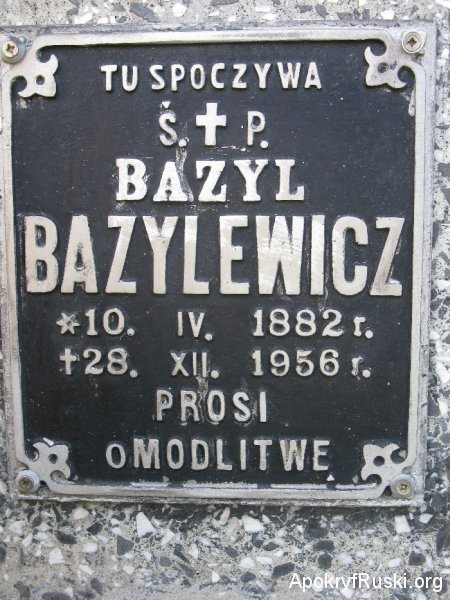 TU SPOCZYWA
Ś. † P.
BAZYL
BAZYLEWICZ
*10. IV. 1882 r.
†28. XII. 1956 r.
PROSI
O MODLITWĘ
ApokryfRuski.org